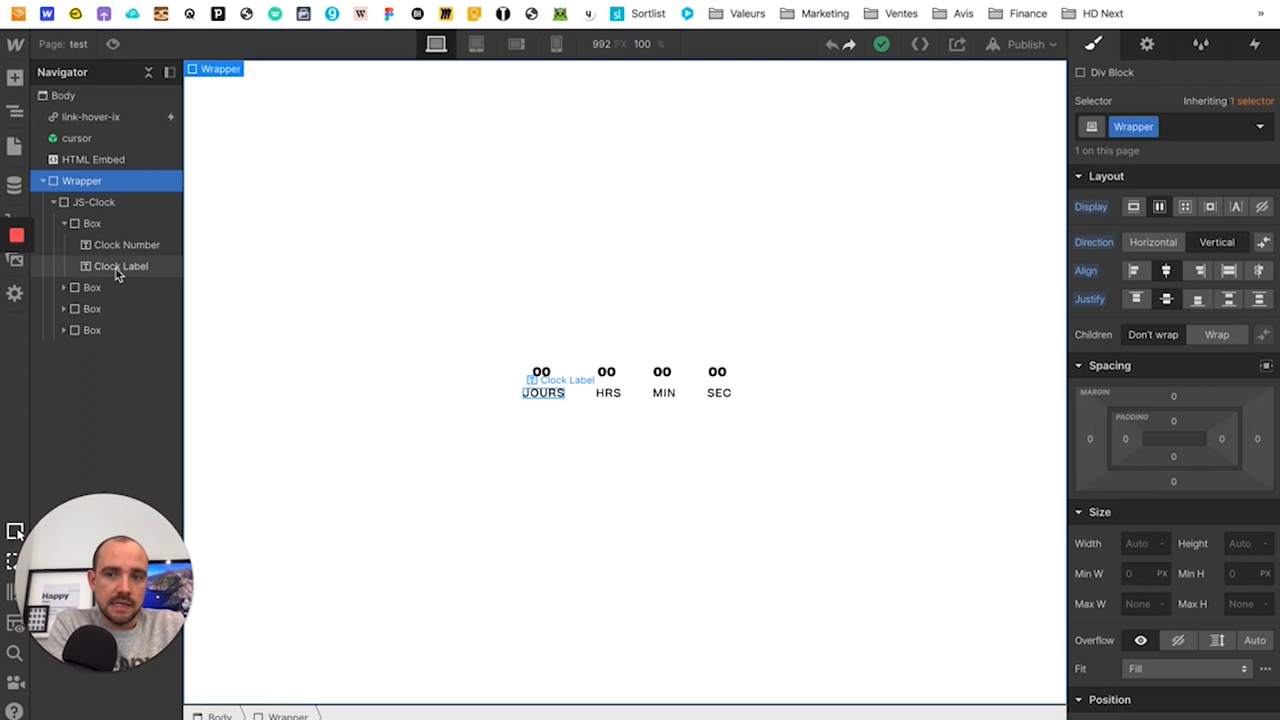 Sortlist
Valeurs
Marketing
Ventes
Avis
Finance
HD Next
»
Page: test
992 PX 100 %
Publish
Navigator
Wrapper
Div Block
Body
Selector
Inheriting 1 selector
link-hover-ix
Wrapper
cursor
1 on this page
HTML Embed
Wrapper
Layout
JS-Clock
Display
Box
Direction
Horizontal
Vertical
Clock Number
Clock Label
Align
Box
Justify
Box
Box
Children
Don't wrap
Wrap
00 00 00 00
Clock Label
JOURS HRS MIN SEC
Spacing
MARGIN
0
PADDING
0
0 0 0 0
0
0
Size
Width Auto - Height Auto -
Min W 0 PX Min H 0 PX
Max W None - Max H None -
Overflow Auto
Fit Fill
Position
Happy
Body Wrapper